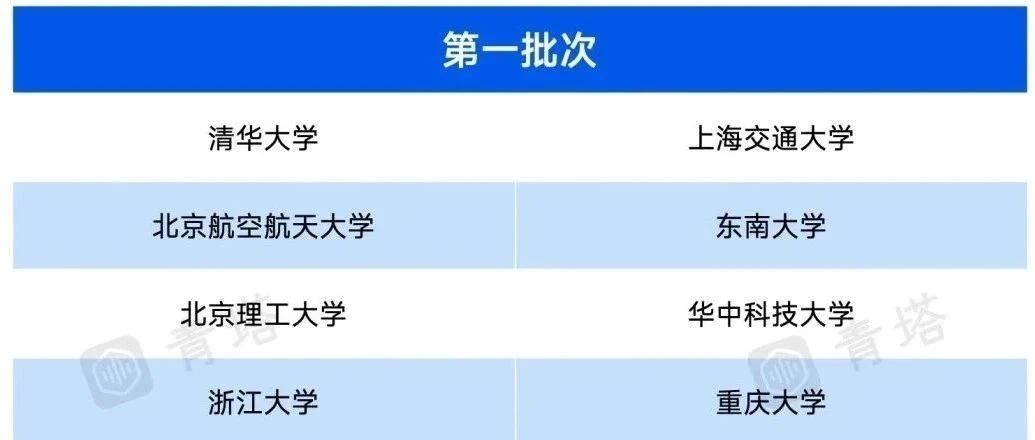 第一批次
清华大学 上海交通大学
北京航空航天大学 东南大学
北京理工大学 华中科技大学
浙江大学 重庆大学
青塔 青塔